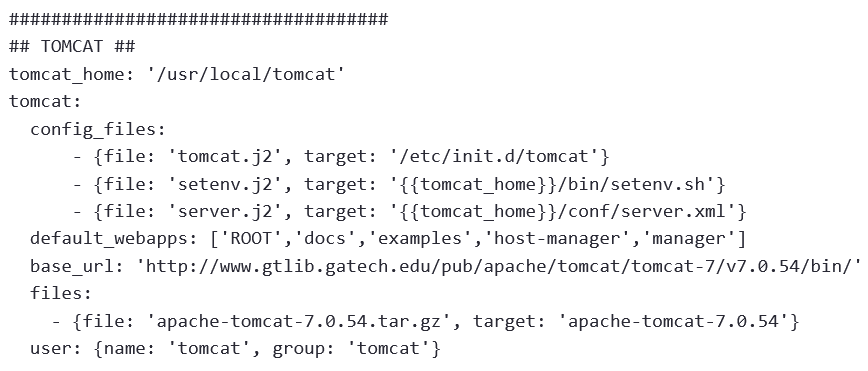 ####################################
## TOMCAT ##
tomcat_home: '/usr/local/tomcat'
tomcat:
  config_files:
      - {file: 'tomcat.j2', target: '/etc/init.d/tomcat'}
      - {file: 'setenv.j2', target: '{{tomcat_home}}/bin/setenv.sh'}
      - {file: 'server.j2', target: '{{tomcat_home}}/conf/server.xml'}
  default_webapps: ['ROOT','docs','examples','host-manager','manager']
  base_url: 'http://www.gtlib.gatech.edu/pub/apache/tomcat/tomcat-7/v7.0.54/bin/'
  files:
    - {file: 'apache-tomcat-7.0.54.tar.gz', target: 'apache-tomcat-7.0.54'}
  user: {name: 'tomcat', group: 'tomcat'}